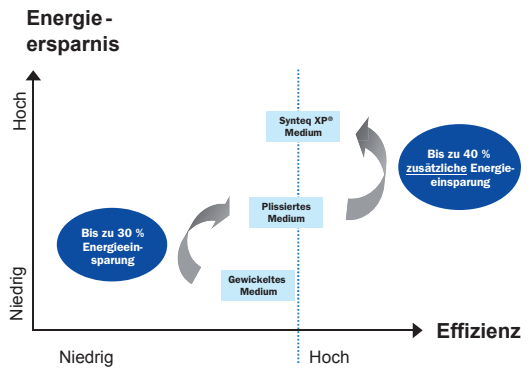 Energie-
ersparnis
Hoch
Synteq XP®
Medium
Bis zu 40 %
zusätzliche Energie-
einsparung
Plissiertes
Medium
Bis zu 30 %
Energieein-
sparung
Gewickeltes
Medium
Niedrig
Effizienz
Niedrig
Hoch